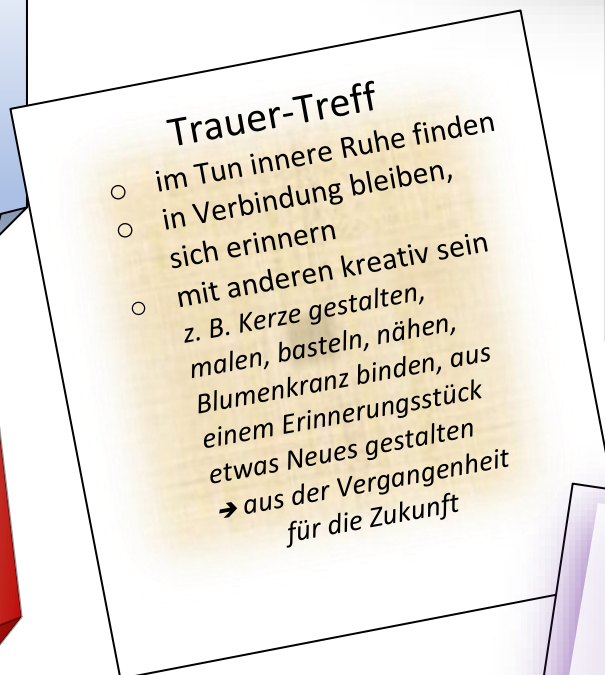 Trauer-Treff
○ im Tun innere Ruhe finden
○ in Verbindung bleiben,
sich erinnern
○ mit anderen kreativ sein
z. B. Kerze gestalten,
malen, basteln, nähen,
Blumenkranz binden, aus
einem Erinnerungsstück
etwas Neues gestalten
➔ aus der Vergangenheit
für die Zukunft